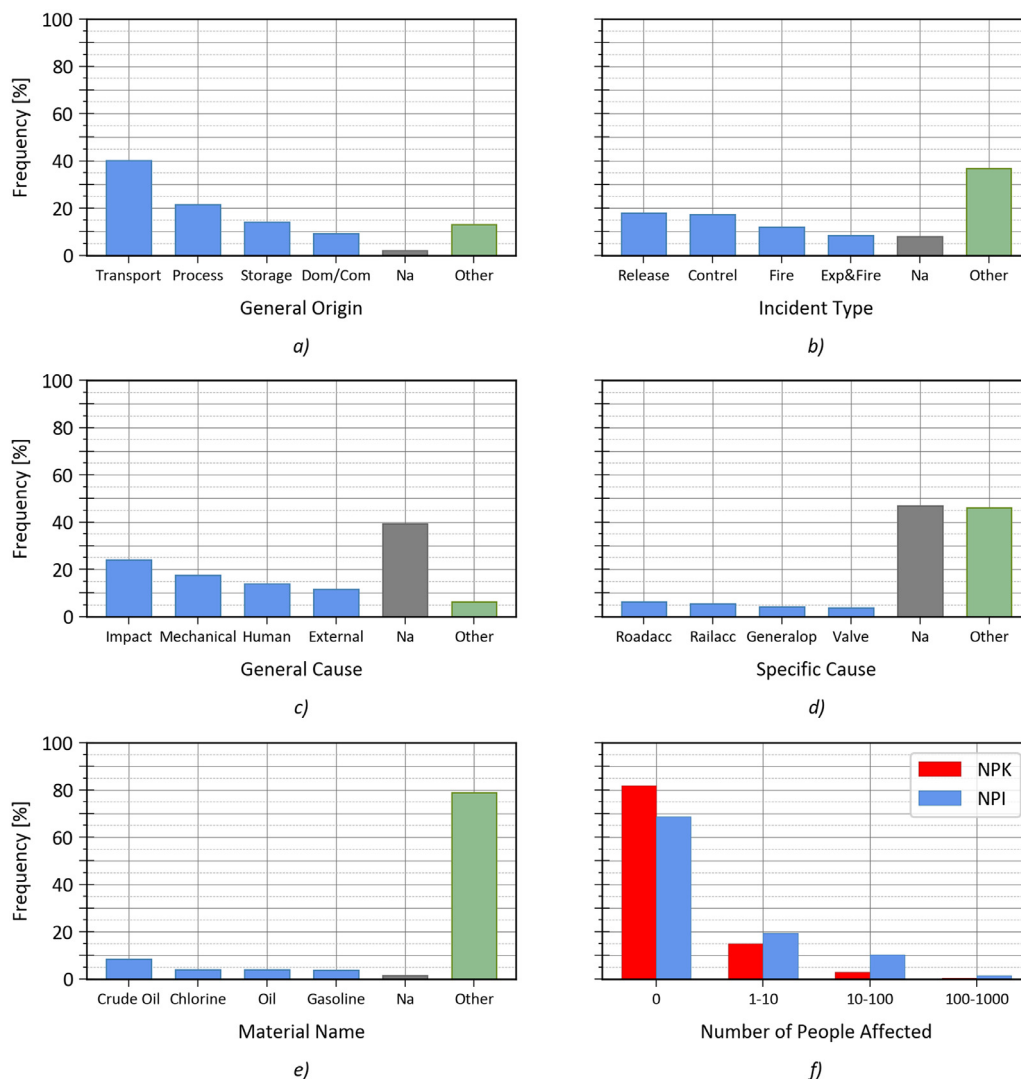 100
80
60
40
20
0
Frequency [%]
Transport Process Storage Dom/Com Na Other
General Origin
a)
Release Contrel Fire Exp&Fire Na Other
Incident Type
b)
100
80
60
40
20
0
Frequency [%]
Impact Mechanical Human External Na Other
General Cause
c)
Roadacc Railacc Generalop Valve Na Other
Specific Cause
d)
100
80
60
40
20
0
Frequency [%]
Crude Oil Chlorine Oil Gasoline Na Other
Material Name
e)
NPK
NPI
0 1-10 10-100 100-1000
Number of People Affected
f)